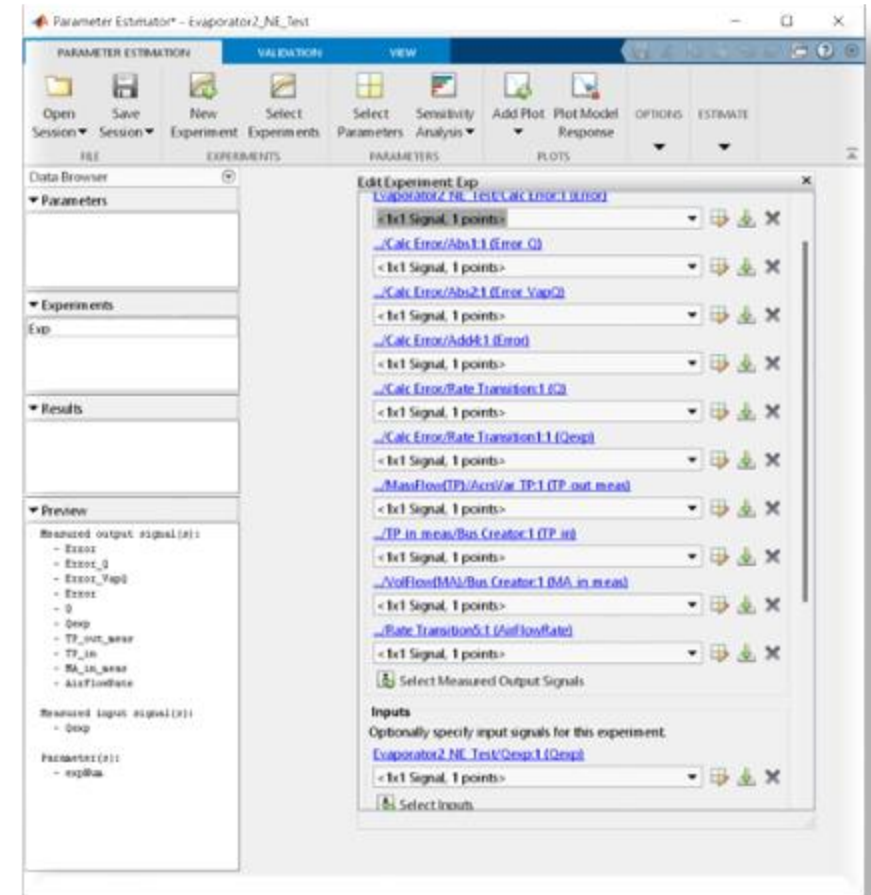 Parameter Estimator* - Evaporator2_NE_Test
PARAMETER ESTIMATION VALIDATION VIEW
Open Session Save Session New Experiment Select Experiments Select Parameters Sensitivity Analysis Add Plot Plot Model Response OPTIONS ESTIMATE
FILE EXPERIMENTS PARAMETERS PLOTS
Data Browser
Parameters
Experiments
Exp
Results
Preview
Measured output signal(s):
- Error
- Error_Q
- Error_VapQ
- Error
- Q
- Qexp
- TP_out_meas
- TP_in
- MA_in_meas
- AirFlowRate
Measured input signal(s):
- Qexp
Parameter(s):
- expNum
Edit Experiment: Exp
Evaporator2_NE_Test/Calc Error:1 (Error)
<1x1 Signal, 1 points>
.../Calc Error/Abs1:1 (Error_Q)
<1x1 Signal, 1 points>
.../Calc Error/Abs2:1 (Error_VapQ)
<1x1 Signal, 1 points>
.../Calc Error/Add4:1 (Error)
<1x1 Signal, 1 points>
.../Calc Error/Rate Transition:1 (Q)
<1x1 Signal, 1 points>
.../Calc Error/Rate Transition1:1 (Qexp)
<1x1 Signal, 1 points>
.../MassFlow(TP)/AcrsVar_TP:1 (TP_out_meas)
<1x1 Signal, 1 points>
.../TP_in_meas/Bus Creator:1 (TP_in)
<1x1 Signal, 1 points>
.../VolFlow(MA)/Bus Creator:1 (MA_in_meas)
<1x1 Signal, 1 points>
.../Rate Transition5:1 (AirFlowRate)
<1x1 Signal, 1 points>
Select Measured Output Signals
Inputs
Optionally specify input signals for this experiment.
Evaporator2_NE_Test/Qexp:1 (Qexp)
<1x1 Signal, 1 points>
Select Inputs